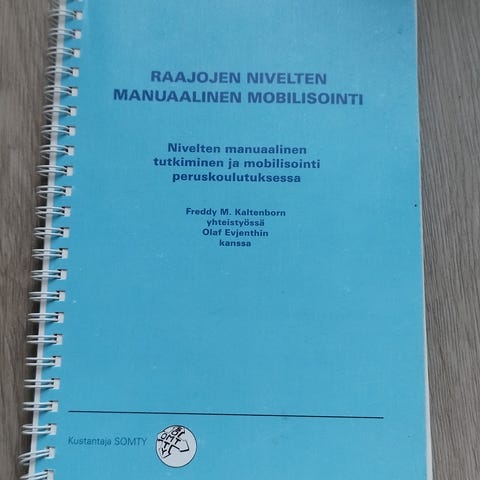 RAAJOJEN NIVELTEN
MANUAALINEN MOBILISOINTI
Nivelten manuaalinen
tutkiminen ja mobilisointi
peruskoulutuksessa
Freddy M. Kaltenborn
yhteistyössä
Olaf Evjenthin
kanssa
Kustantaja SOMTY